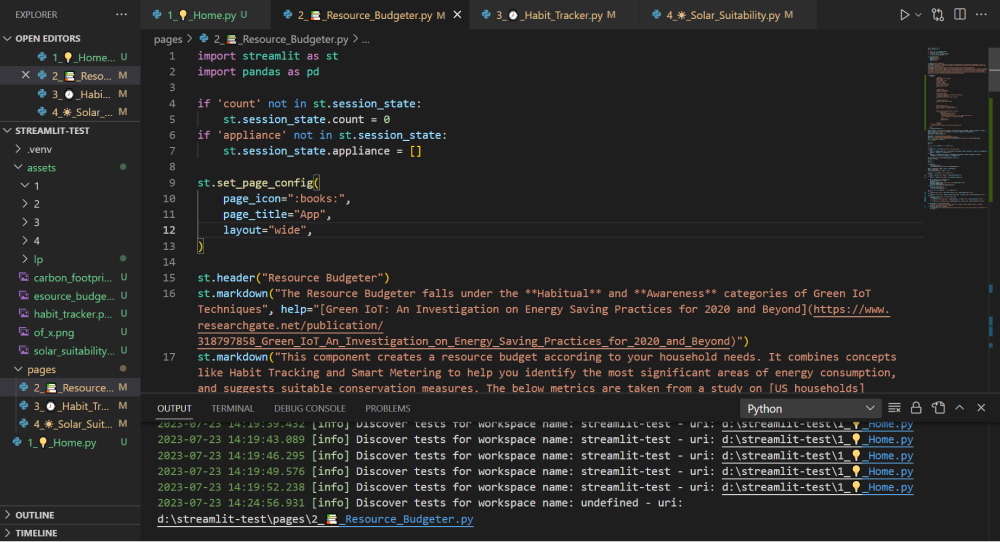 EXPLORER
1_💡_Home.py U
2_📚_Resource_Budgeter.py M
3_⏱_Habit_Tracker.py M
4_☀_Solar_Suitability.py M
OPEN EDITORS
1_💡_Home... U
2_📚_Reso... M
3_⏱_Habi... M
4_☀_Solar_... M
STREAMLIT-TEST
.venv
assets
1
2
3
4
lp
carbon_footpri... U
esource_budge... U
habit_tracker.p... U
of_x.png U
solar_suitability... U
pages
2_📚_Resource... M
3_⏱_Habit_Tr... M
4_☀_Solar_Suit... M
1_💡_Home.py U
OUTLINE
TIMELINE
pages > 2_📚_Resource_Budgeter.py > ...
1 import streamlit as st
2 import pandas as pd
3
4 if 'count' not in st.session_state:
5 st.session_state.count = 0
6 if 'appliance' not in st.session_state:
7 st.session_state.appliance = []
8
9 st.set_page_config(
10 page_icon=":books:",
11 page_title="App",
12 layout="wide",
13 )
14
15 st.header("Resource Budgeter")
16 st.markdown("The Resource Budgeter falls under the **Habitual** and **Awareness** categories of Green IoT
Techniques", help="[Green IoT: An Investigation on Energy Saving Practices for 2020 and Beyond](https://www.
researchgate.net/publication/
318797858_Green_IoT_An_Investigation_on_Energy_Saving_Practices_for_2020_and_Beyond)")
17 st.markdown("This component creates a resource budget according to your household needs. It combines concepts
like Habit Tracking and Smart Metering to help you identify the most significant areas of energy consumption,
and suggests suitable conservation measures. The below metrics are taken from a study on [US households]
OUTPUT TERMINAL DEBUG CONSOLE PROBLEMS Python
2023-07-23 14:19:39.432 [info] Discover tests for workspace name: streamlit-test - uri: d:\streamlit-test\1_💡_Home.py
2023-07-23 14:19:43.089 [info] Discover tests for workspace name: streamlit-test - uri: d:\streamlit-test\1_💡_Home.py
2023-07-23 14:19:46.295 [info] Discover tests for workspace name: streamlit-test - uri: d:\streamlit-test\1_💡_Home.py
2023-07-23 14:19:49.576 [info] Discover tests for workspace name: streamlit-test - uri: d:\streamlit-test\1_💡_Home.py
2023-07-23 14:19:52.238 [info] Discover tests for workspace name: streamlit-test - uri: d:\streamlit-test\1_💡_Home.py
2023-07-23 14:24:56.931 [info] Discover tests for workspace name: undefined - uri:
d:\streamlit-test\pages\2_📚_Resource_Budgeter.py